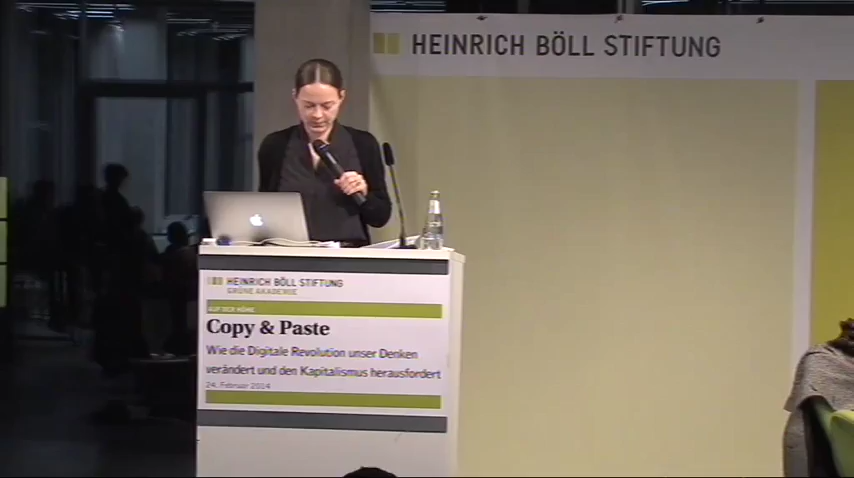 HEINRICH BÖLL STIFTUNG
HEINRICH BÖLL STIFTUNG
GRÜNE AKADEMIE
AUF DER HÖHE
Copy & Paste
Wie die Digitale Revolution unser Denken
verändert und den Kapitalismus herausfordert
24. Februar 2014